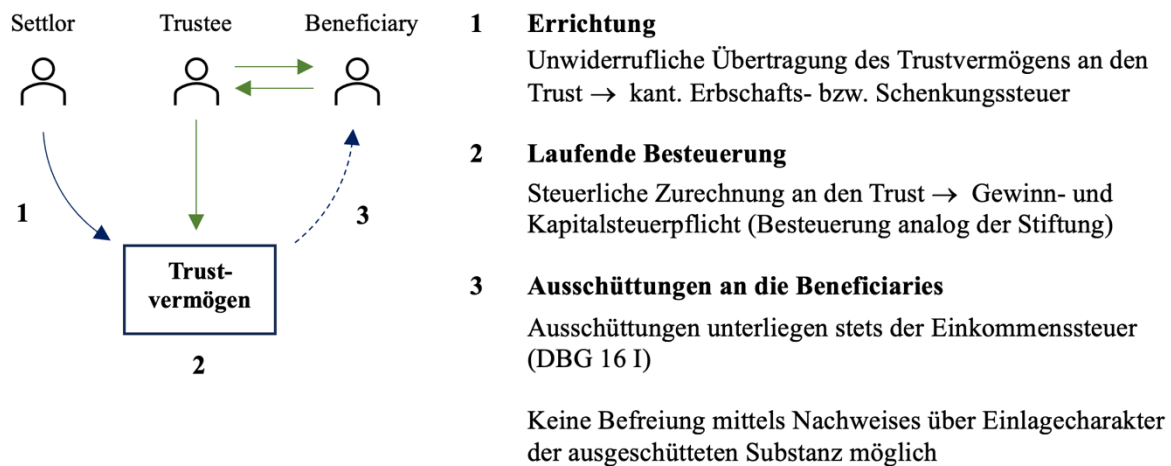 Settlor
Trustee
Beneficiary
1
3
Trust-
vermögen
2
1 Errichtung
Unwiderrufliche Übertragung des Trustvermögens an den
Trust → kant. Erbschafts- bzw. Schenkungssteuer
2 Laufende Besteuerung
Steuerliche Zurechnung an den Trust → Gewinn- und
Kapitalsteuerpflicht (Besteuerung analog der Stiftung)
3 Ausschüttungen an die Beneficiaries
Ausschüttungen unterliegen stets der Einkommenssteuer
(DBG 16 I)
Keine Befreiung mittels Nachweises über Einlagecharakter
der ausgeschütteten Substanz möglich